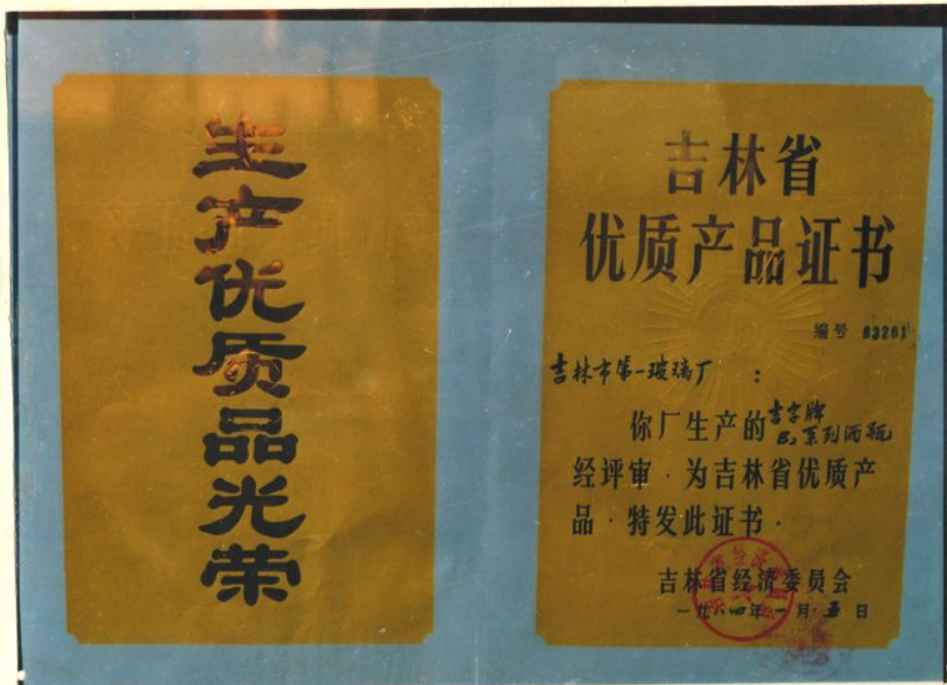 生产优质品光荣
吉林省
优质产品证书
编号 83261
吉林市第一玻璃厂：
你厂生产的吉字牌
B₃系列酒瓶
经评审·为吉林省优质产
品·特发此证书·
吉林省经济委员会
一九八四年一月五日